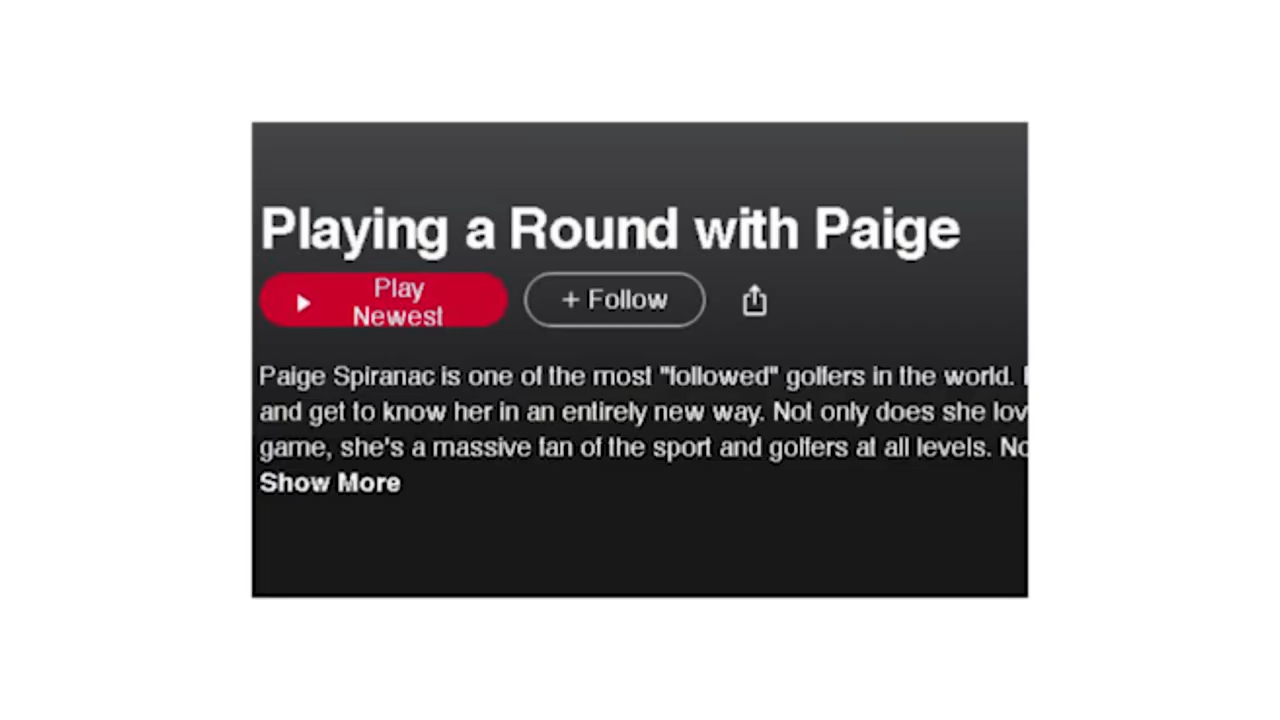 Playing a Round with Paige
Play
Newest
+ Follow
Paige Spiranac is one of the most "followed" golfers in the world.
and get to know her in an entirely new way. Not only does she lov
game, she's a massive fan of the sport and golfers at all levels. No
Show More